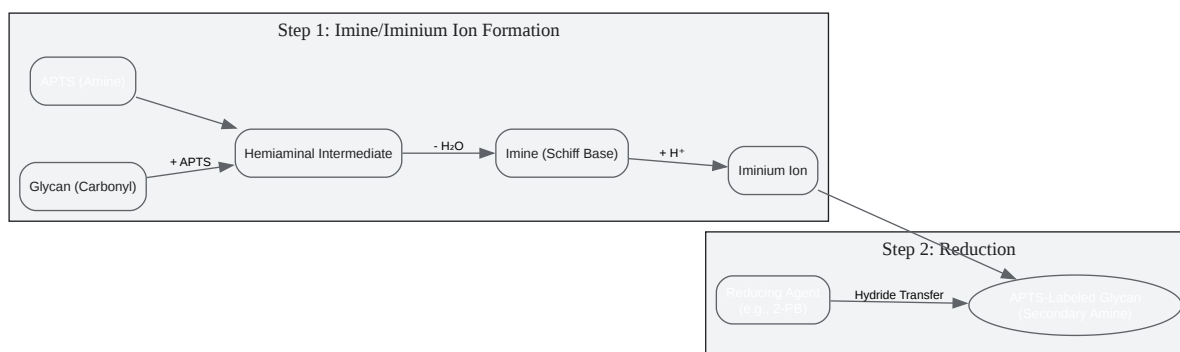 Step 1: Imine/Iminium Ion Formation
APTS (Amine)
Glycan (Carbonyl)
+ APTS
Hemiaminal Intermediate
- H₂O
Imine (Schiff Base)
+ H⁺
Iminium Ion
Step 2: Reduction
Reducing Agent
(e.g., 2-PB)
Hydride Transfer
APTS-Labeled Glycan
(Secondary Amine)